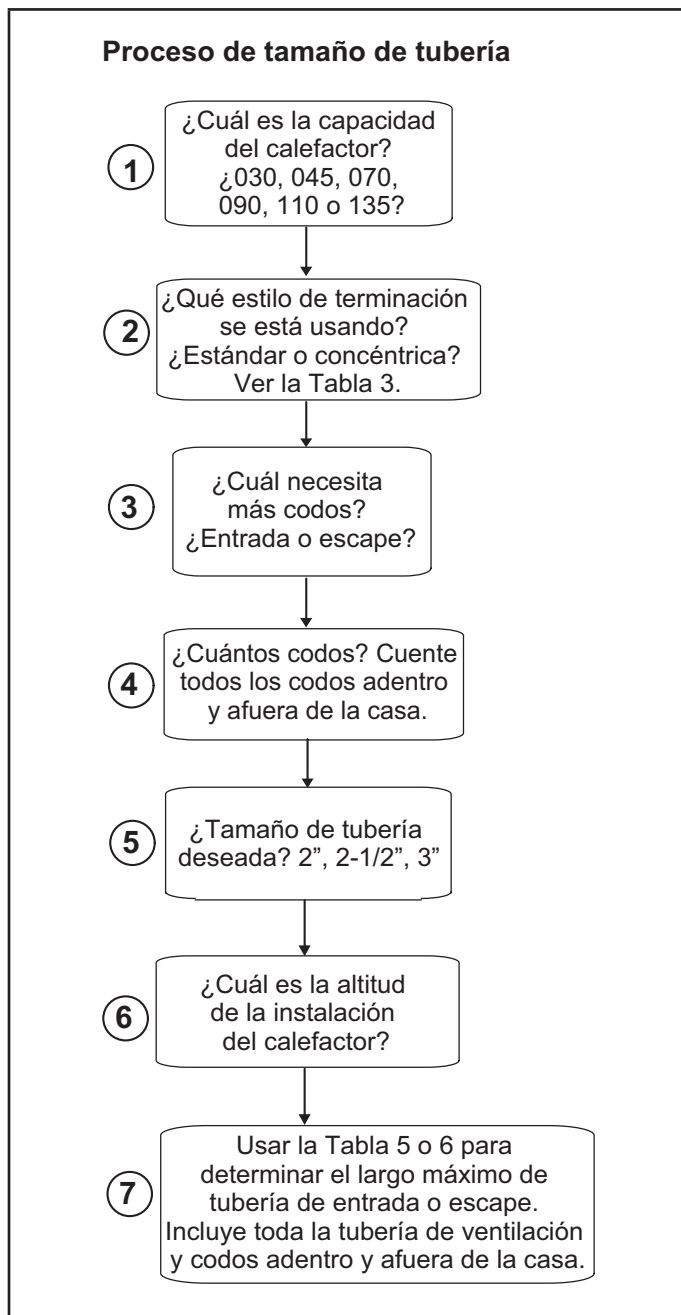 Proceso de tamaño de tubería
1
¿Cuál es la capacidad
del calefactor?
¿030, 045, 070,
090, 110 o 135?
2
¿Qué estilo de terminación
se está usando?
¿Estándar o concéntrica?
Ver la Tabla 3.
3
¿Cuál necesita
más codos?
¿Entrada o escape?
4
¿Cuántos codos? Cuente
todos los codos adentro
y afuera de la casa.
5
¿Tamaño de tubería
deseada? 2”, 2-1/2”, 3”
6
¿Cuál es la altitud
de la instalación
del calefactor?
7
Usar la Tabla 5 o 6 para
determinar el largo máximo de
tubería de entrada o escape.
Incluye toda la tubería de ventilación
y codos adentro y afuera de la casa.